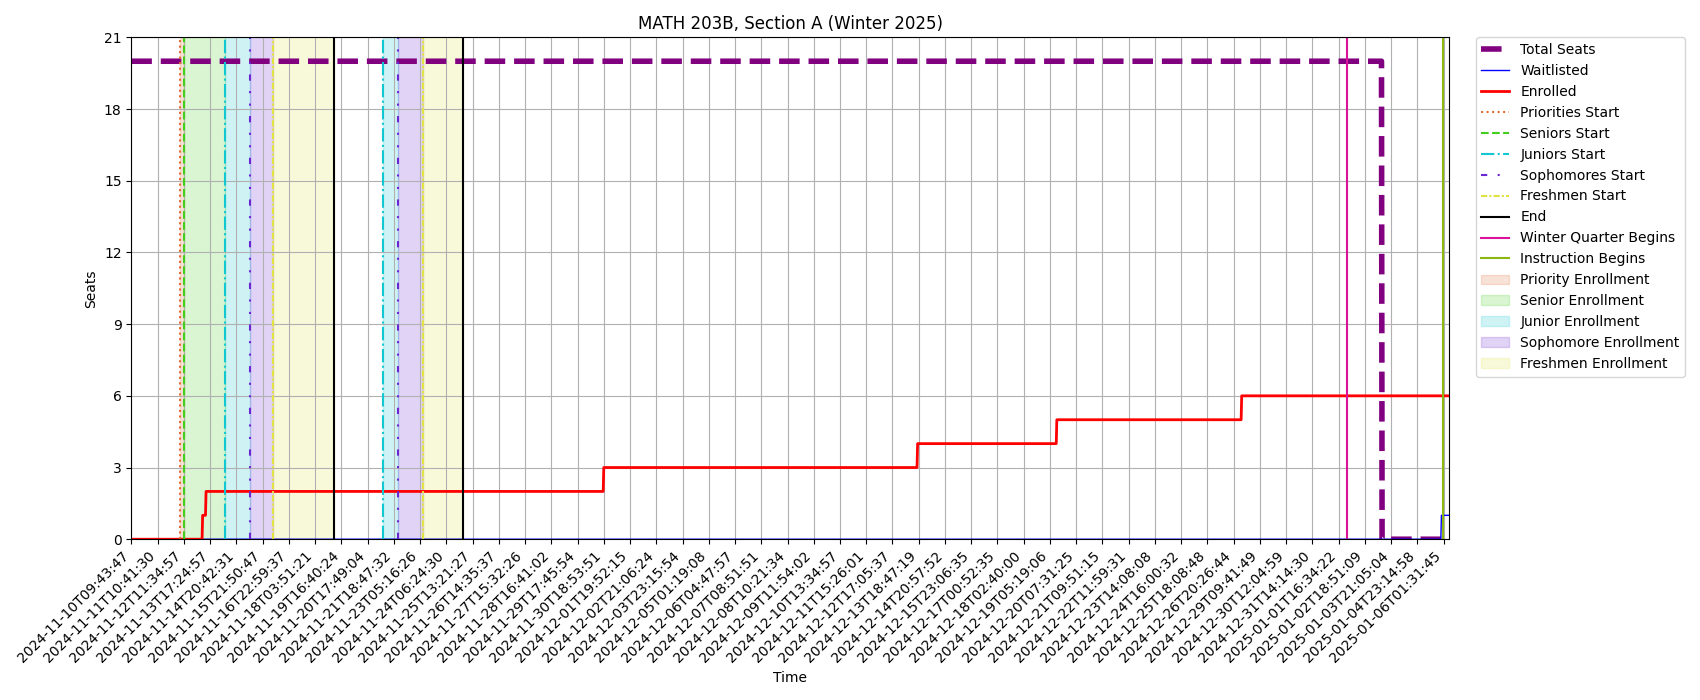 MATH 203B, Section A (Winter 2025)
Seats
21
18
15
12
9
6
3
0
2024-11-10T09:43:47
2024-11-11T10:41:30
2024-11-12T11:34:57
2024-11-13T17:24:57
2024-11-14T20:42:31
2024-11-15T21:50:47
2024-11-16T22:59:37
2024-11-18T03:51:21
2024-11-19T16:40:24
2024-11-20T17:49:04
2024-11-21T18:47:32
2024-11-23T05:16:26
2024-11-24T06:24:30
2024-11-25T13:21:27
2024-11-26T14:35:37
2024-11-27T15:32:26
2024-11-28T16:41:02
2024-11-29T17:45:54
2024-11-30T18:53:51
2024-12-01T19:52:15
2024-12-02T21:06:24
2024-12-03T23:15:54
2024-12-05T01:19:08
2024-12-06T04:47:57
2024-12-07T08:51:51
2024-12-08T10:21:34
2024-12-09T11:54:02
2024-12-10T13:34:57
2024-12-11T15:26:01
2024-12-12T17:05:37
2024-12-13T18:47:19
2024-12-14T20:57:52
2024-12-15T23:06:35
2024-12-17T00:52:35
2024-12-18T02:40:00
2024-12-19T05:19:06
2024-12-20T07:31:25
2024-12-21T09:51:15
2024-12-22T11:59:31
2024-12-23T14:08:08
2024-12-24T16:00:32
2024-12-25T18:08:48
2024-12-26T20:26:44
2024-12-29T09:41:49
2024-12-30T12:04:59
2024-12-31T14:14:30
2025-01-01T16:34:22
2025-01-02T18:51:09
2025-01-03T21:05:04
2025-01-04T23:14:58
2025-01-06T01:31:45
Time
Total Seats
Waitlisted
Enrolled
Priorities Start
Seniors Start
Juniors Start
Sophomores Start
Freshmen Start
End
Winter Quarter Begins
Instruction Begins
Priority Enrollment
Senior Enrollment
Junior Enrollment
Sophomore Enrollment
Freshmen Enrollment